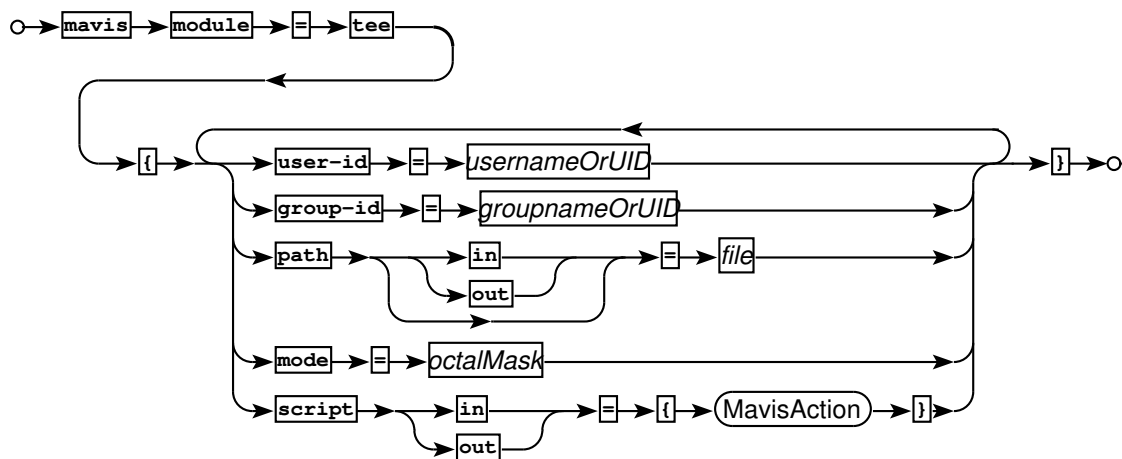 mavis module = tee
{ user-id = usernameOrUID }
group-id = groupnameOrUID
path in = file
out
mode = octalMask
script in = { MavisAction }
out